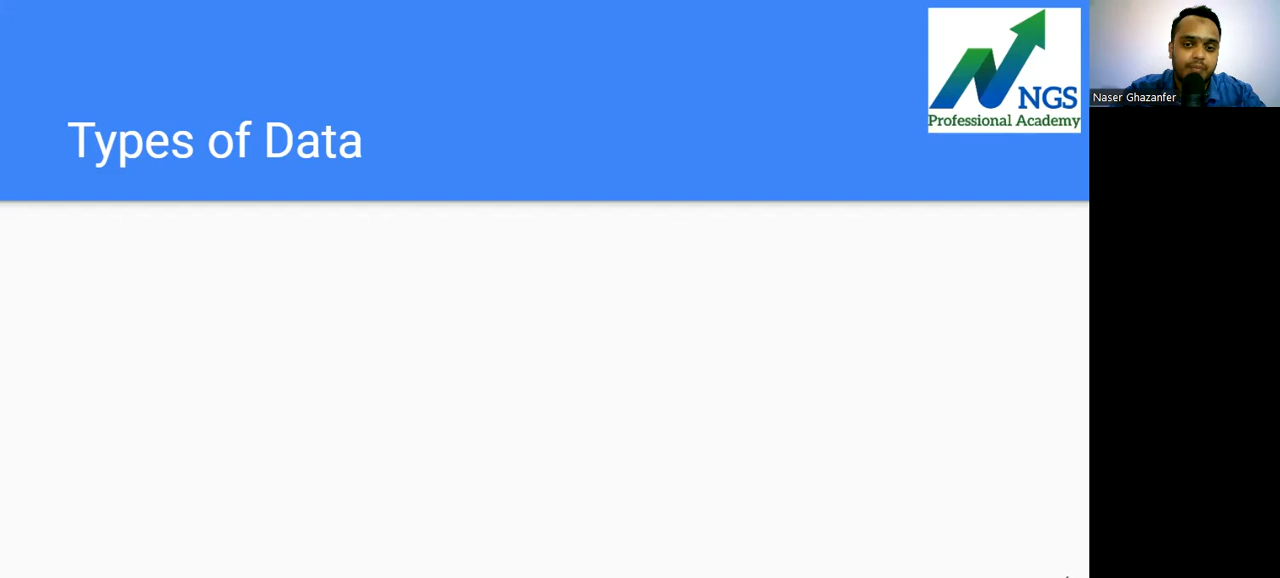 Types of Data
NGS
Professional Academy
Naser Ghazanfer